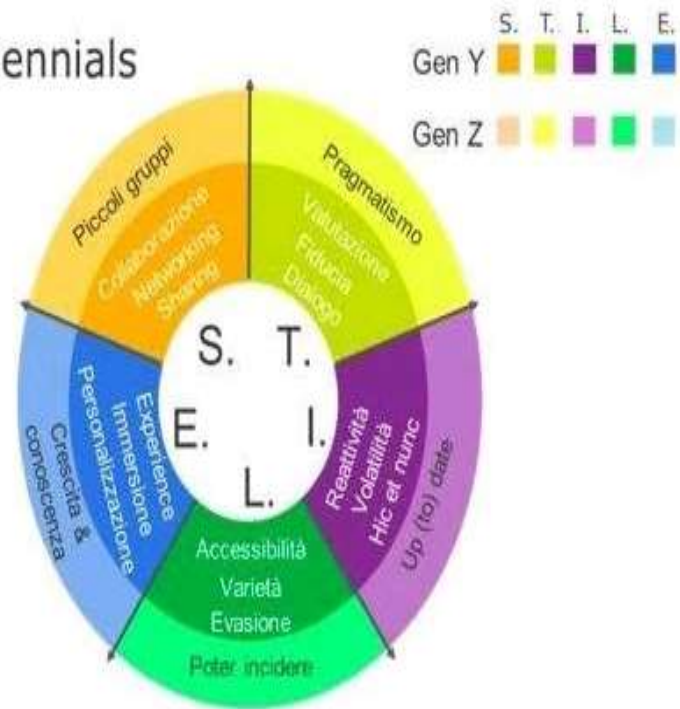 ennials
S. T. I. L. E.
Gen Y
Gen Z
Piccoli gruppi
Collaborazione
Networking
Sharing
Pragmatismo
Valutazione
Fiducia
Dialogo
S. T.
E. I.
L.
Reattività
Volatilità
Hic et nunc
Up (to) date
Accessibilità
Varietà
Evasione
Poter incidere
Experience
Immersione
Personalizzazione
Crescita &
conoscenza